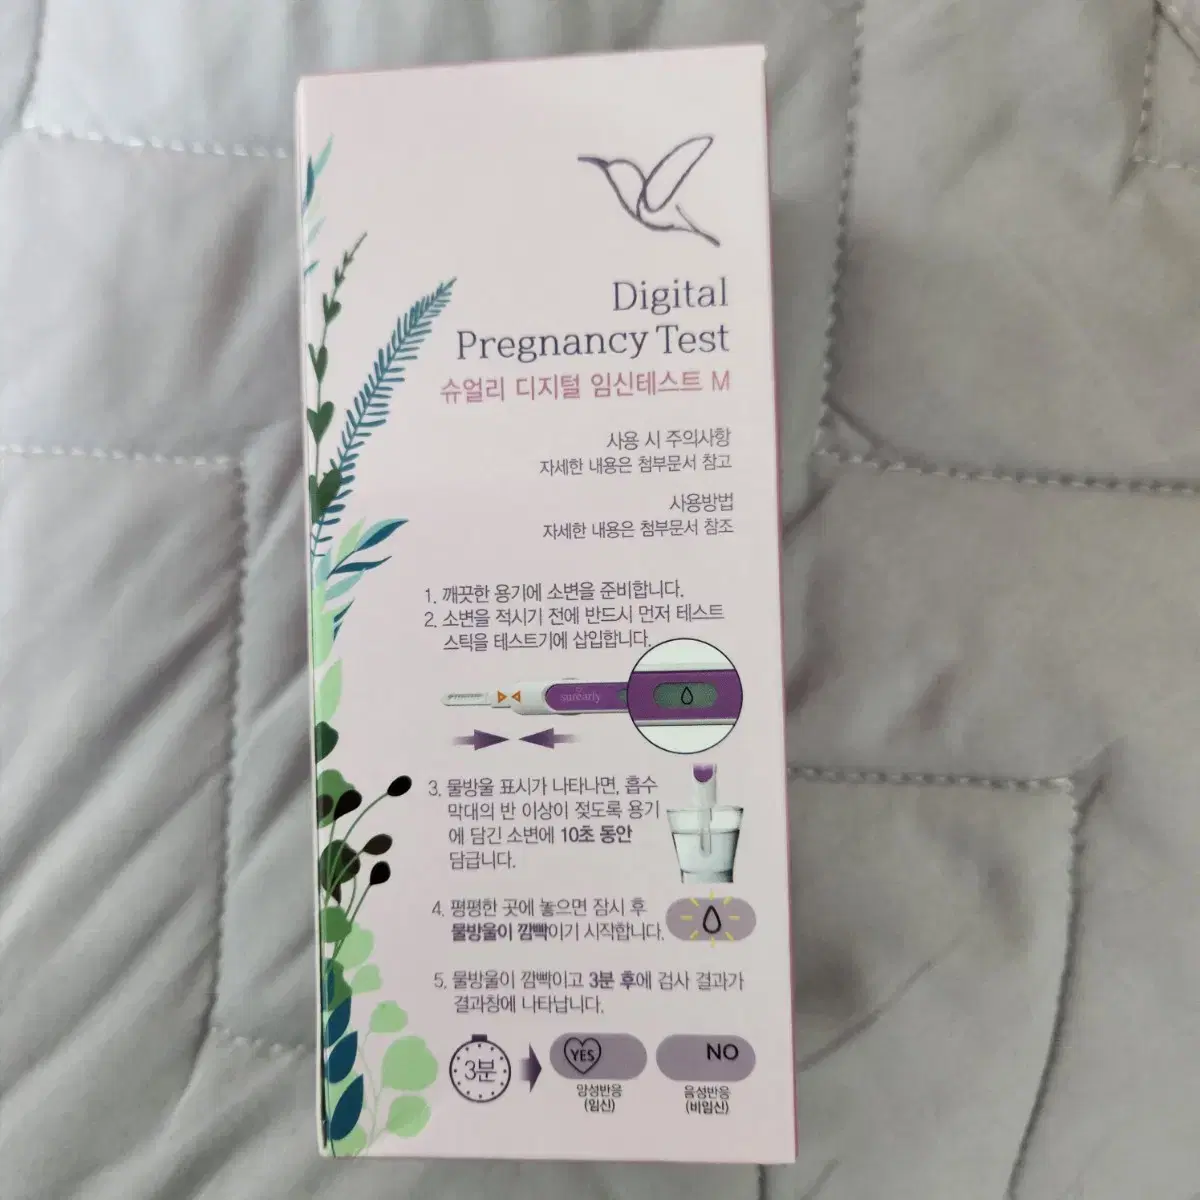 Digital
Pregnancy Test
슈얼리 디지털 임신테스트 M
사용 시 주의사항
자세한 내용은 첨부문서 참고
사용방법
자세한 내용은 첨부문서 참조
1. 깨끗한 용기에 소변을 준비합니다.
2. 소변을 적시기 전에 반드시 먼저 테스트
스틱을 테스트기에 삽입합니다.
surearly
3. 물방울 표시가 나타나면, 흡수
막대의 반 이상이 젖도록 용기
에 담긴 소변에 10초 동안
담급니다.
4. 평평한 곳에 놓으면 잠시 후
물방울이 깜빡이기 시작합니다.
5. 물방울이 깜빡이고 3분 후에 검사 결과가
결과창에 나타납니다.
3분
YES
NO
양성반응
(임신)
음성반응
(비임신)